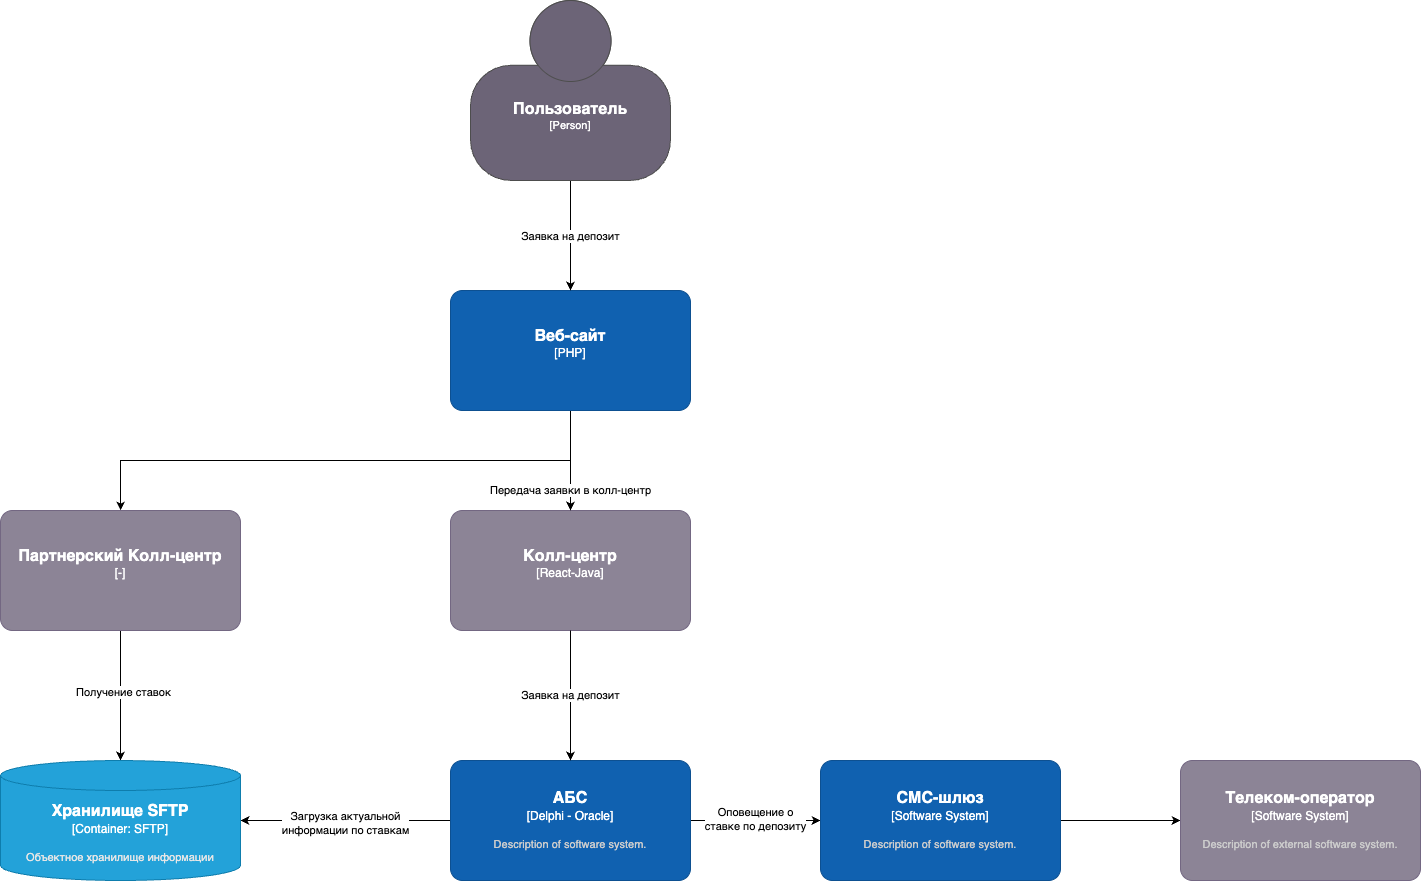 Пользователь
[Person]
Заявка на депозит
Веб-сайт
[PHP]
Передача заявки в колл-центр
Партнерский Колл-центр
[-]
Колл-центр
[React-Java]
Получение ставок
Заявка на депозит
Хранилище SFTP
[Container: SFTP]
Объектное хранилище информации
Загрузка актуальной
информации по ставкам
АБС
[Delphi - Oracle]
Description of software system.
Оповещение о
ставке по депозиту
СМС-шлюз
[Software System]
Description of software system.
Телеком-оператор
[Software System]
Description of external software system.